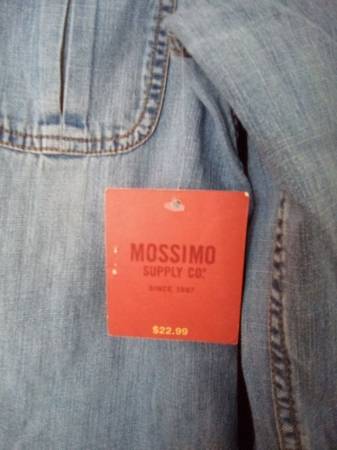 MOSSIMO
SUPPLY CO.
SINCE 1987
$22.99